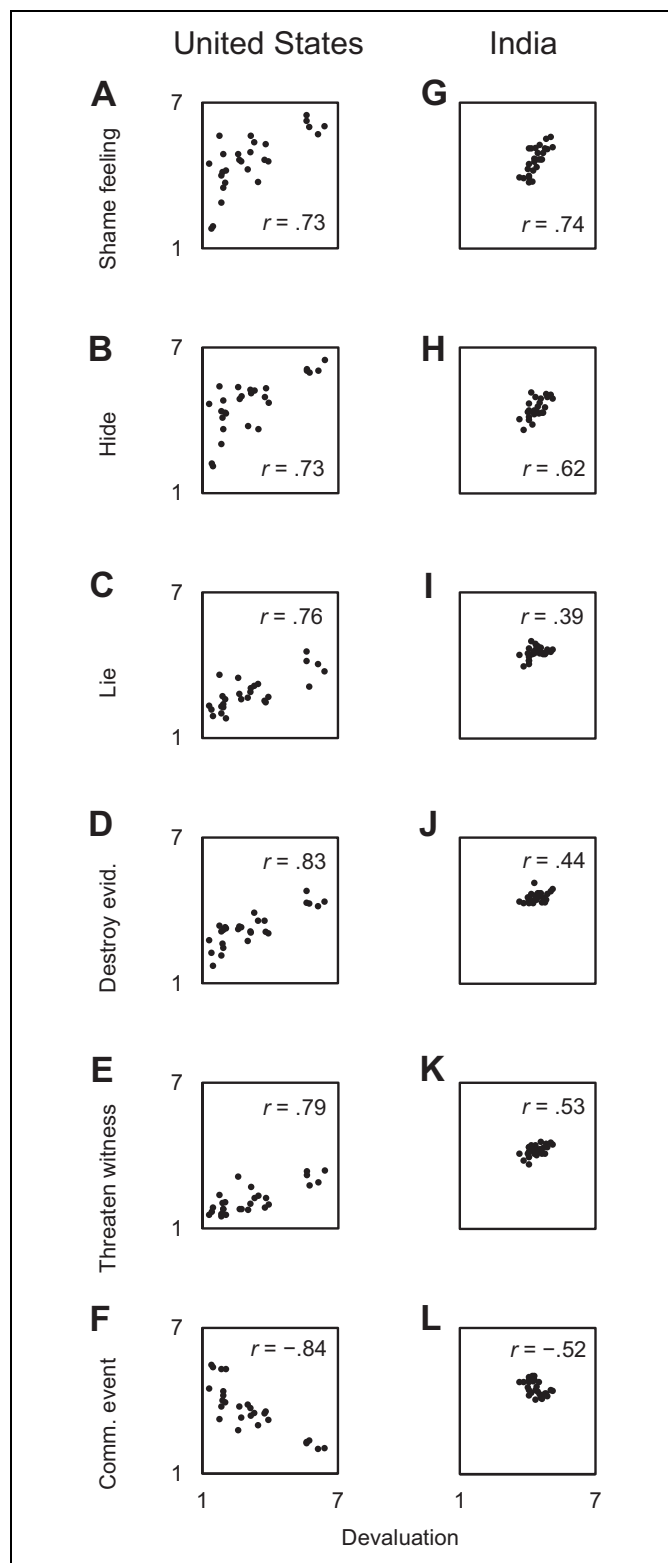 United States India
A G
7
Shame feeling
r = .73 r = .74
1
B H
7
Hide
r = .73 r = .62
1
C I
7
r = .76 r = .39
Lie
1
D J
7
r = .83 r = .44
Destroy evid.
1
E K
7
r = .79 r = .53
Threaten witness
1
F L
7
r = −.84 r = −.52
Comm. event
1
1 7 1 7
Devaluation